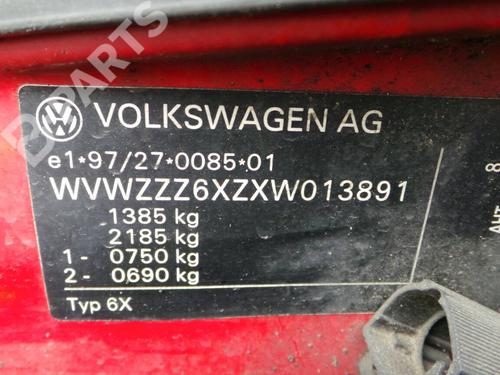 B-PARTS
VOLKSWAGEN AG
e1*97/27*0085*01
WVWZZZ6XZXW013891
1385 kg
2185 kg
1- 0750 kg
2- 0690 kg
Typ 6X